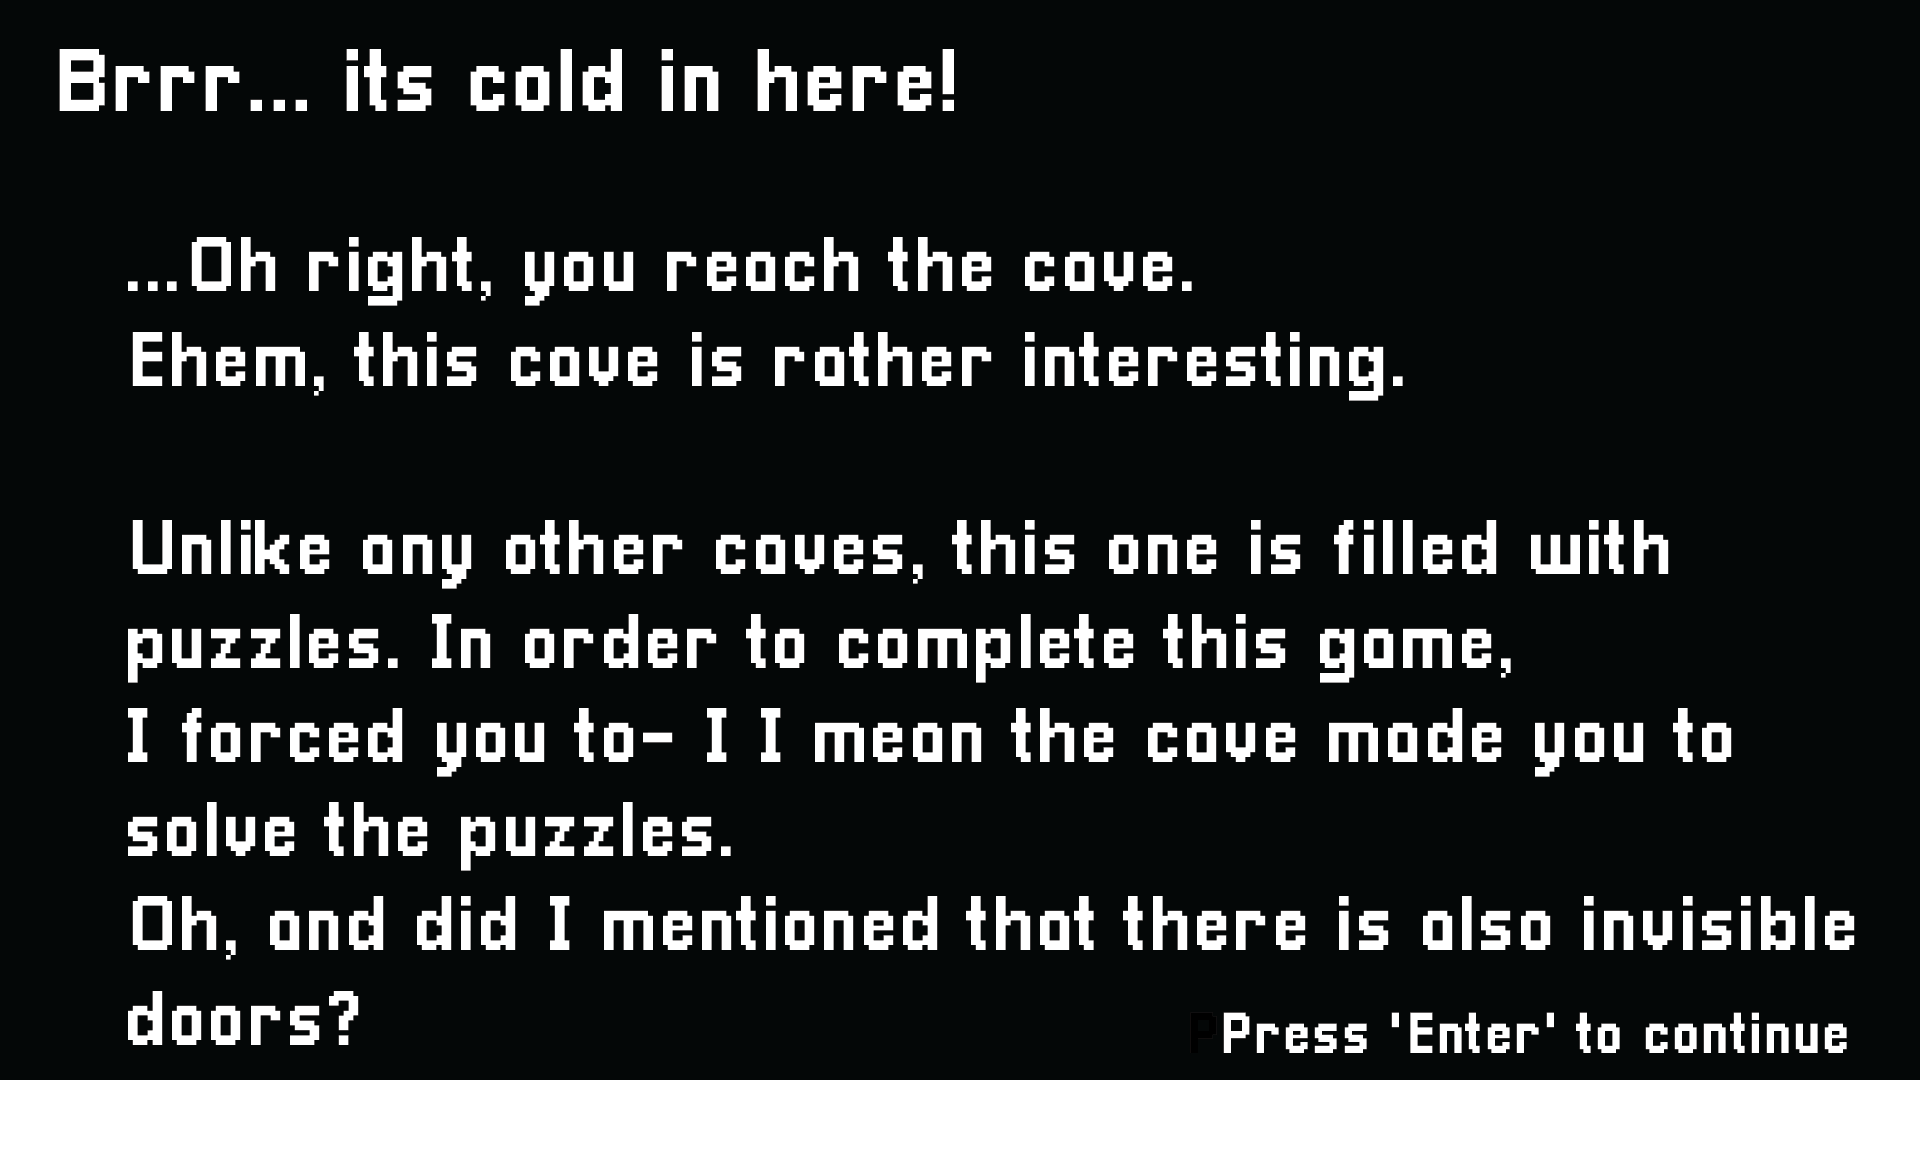 Brrr... its cold in here!
...Oh right, you reach the cave.
Ehem, this cave is rather interesting.
Unlike any other caves, this one is filled with
puzzles. In order to complete this game,
I forced you to- I I mean the cave made you to
solve the puzzles.
Oh, and did I mentioned that there is also invisible
doors?
PPress 'Enter' to continue